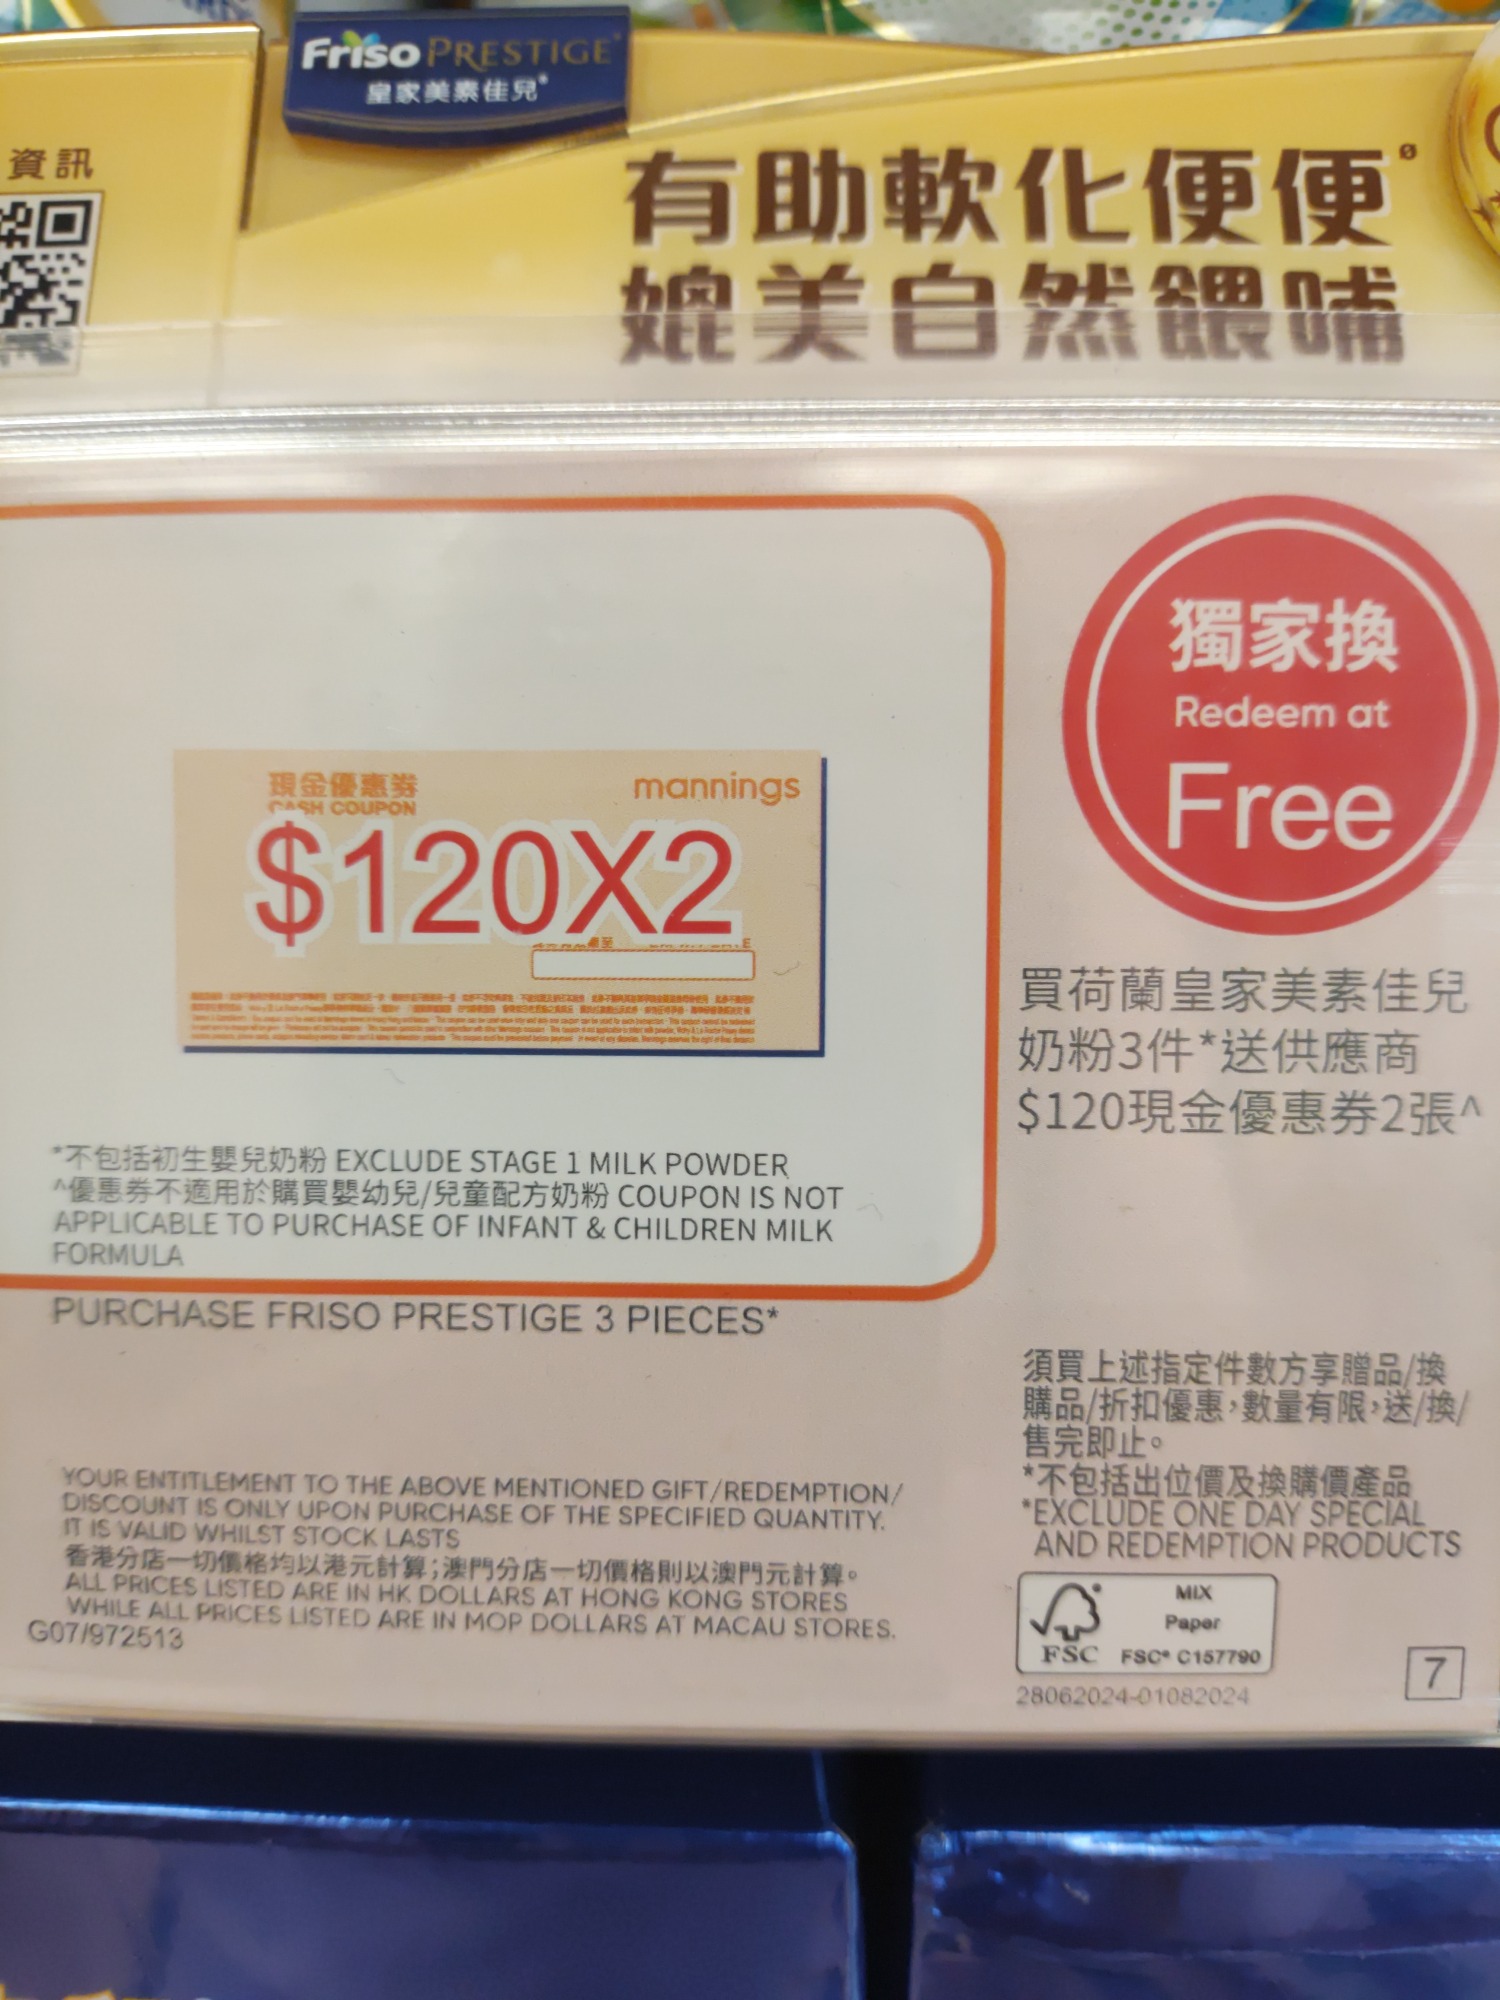 Friso PRESTIGE
皇家美素佳兒
資訊
有助軟化便便
媲美自然餵哺
現金優惠券
mannings
CASH COUPON
$120X2
獨家換
Redeem at
Free
買荷蘭皇家美素佳兒
奶粉3件*送供應商
$120現金優惠券2張^
*不包括初生嬰兒奶粉 EXCLUDE STAGE 1 MILK POWDER
^優惠券不適用於購買嬰幼兒/兒童配方奶粉 COUPON IS NOT
APPLICABLE TO PURCHASE OF INFANT & CHILDREN MILK
FORMULA
PURCHASE FRISO PRESTIGE 3 PIECES*
須買上述指定件數方享贈品/換
購品/折扣優惠，數量有限，送/換/
售完即止。
*不包括出位價及換購價產品
*EXCLUDE ONE DAY SPECIAL
AND REDEMPTION PRODUCTS
YOUR ENTITLEMENT TO THE ABOVE MENTIONED GIFT/REDEMPTION/
DISCOUNT IS ONLY UPON PURCHASE OF THE SPECIFIED QUANTITY.
IT IS VALID WHILST STOCK LASTS
香港分店一切價格均以港元計算；澳門分店一切價格則以澳門元計算。
ALL PRICES LISTED ARE IN HK DOLLARS AT HONG KONG STORES
WHILE ALL PRICES LISTED ARE IN MOP DOLLARS AT MACAU STORES.
G07/972513
MIX
Paper
FSC FSC® C157790
28062024-01082024
7